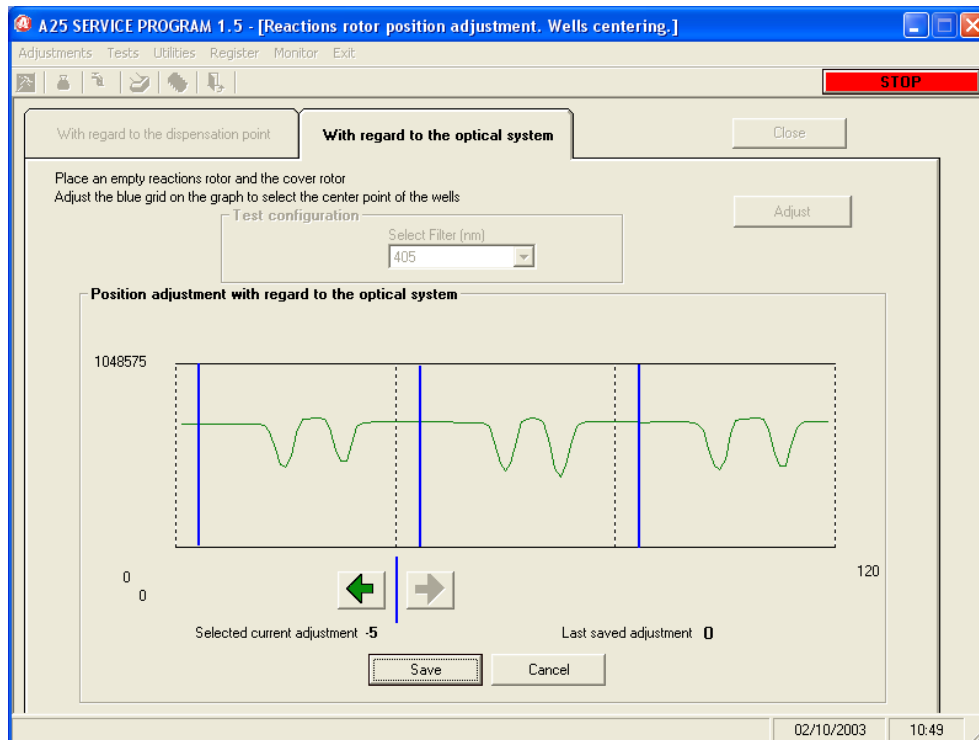 A25 SERVICE PROGRAM 1.5 - [Reactions rotor position adjustment. Wells centering.]
Adjustments Tests Utilities Register Monitor Exit
STOP
With regard to the dispensation point
With regard to the optical system
Close
Place an empty reactions rotor and the cover rotor
Adjust the blue grid on the graph to select the center point of the wells
Adjust
Test configuration
Select Filter (nm)
405
Position adjustment with regard to the optical system
1048575
0
0
120
Selected current adjustment -5
Last saved adjustment 0
Save
Cancel
02/10/2003
10:49